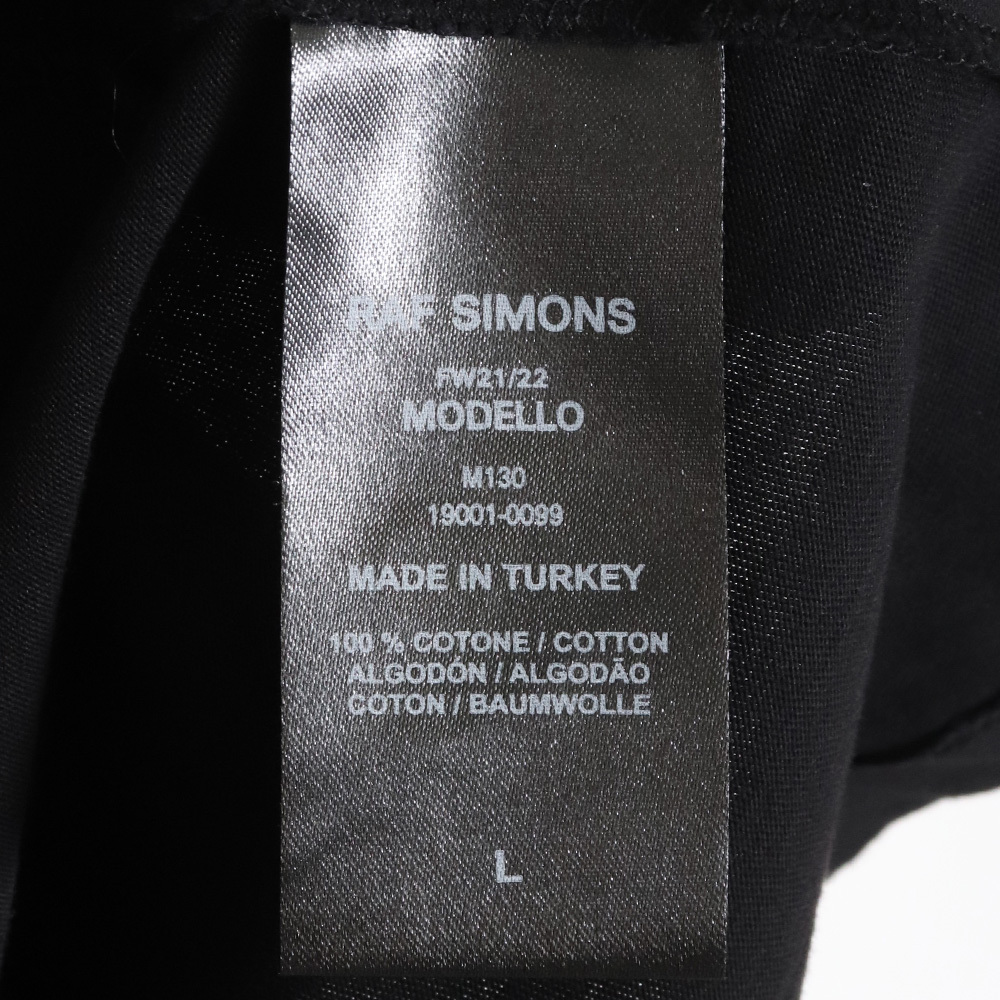 RAF SIMONS
FW21/22
MODELLO
M130
19001-0099
MADE IN TURKEY
100 % COTONE / COTTON
ALGODÓN / ALGODÃO
COTON / BAUMWOLLE
L